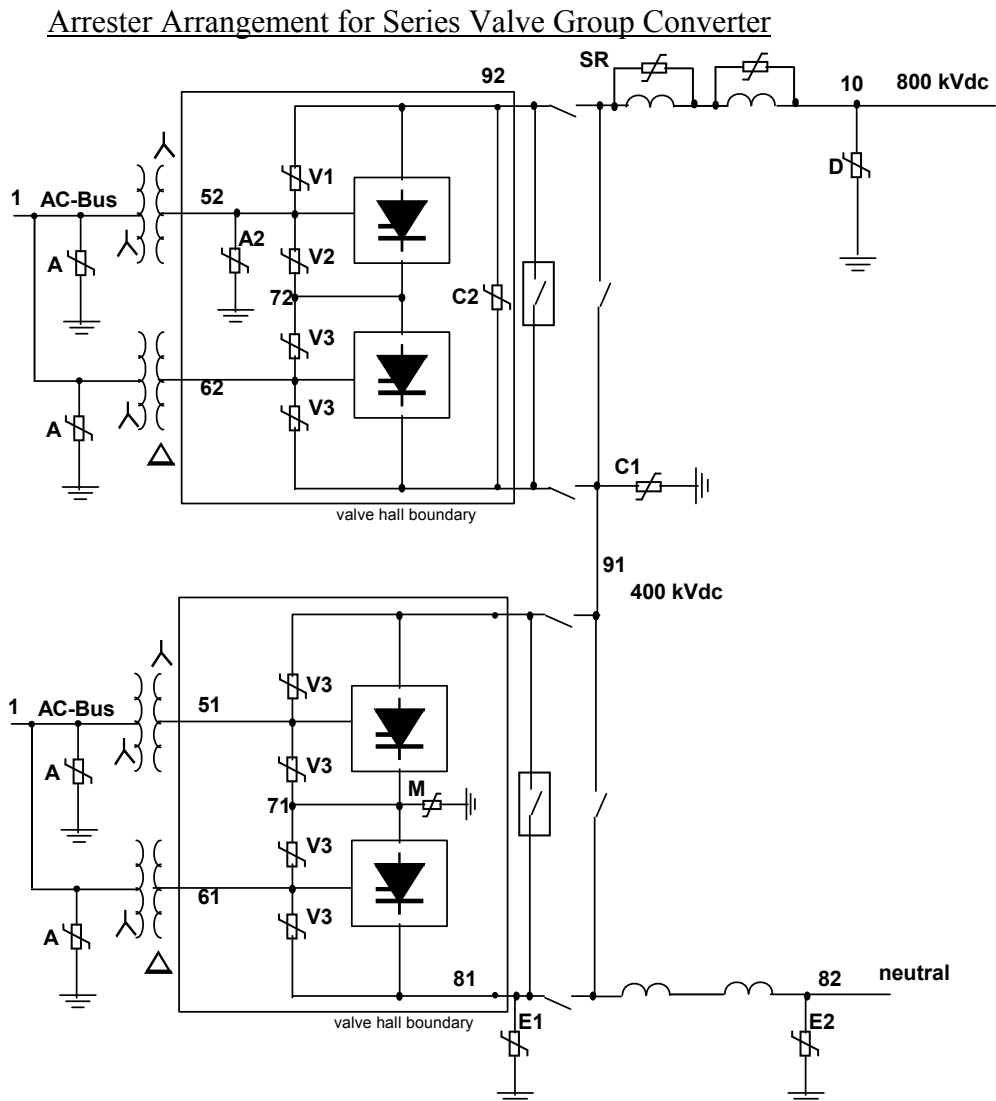 Arrester Arrangement for Series Valve Group Converter
SR
92
10
800 kVdc
V1
D
1
AC-Bus
52
A
A2
V2
72
C2
V3
62
A
V3
C1
valve hall boundary
91
400 kVdc
V3
1
AC-Bus
51
A
V3
M
71
V3
61
A
V3
81
82
neutral
valve hall boundary
E1
E2